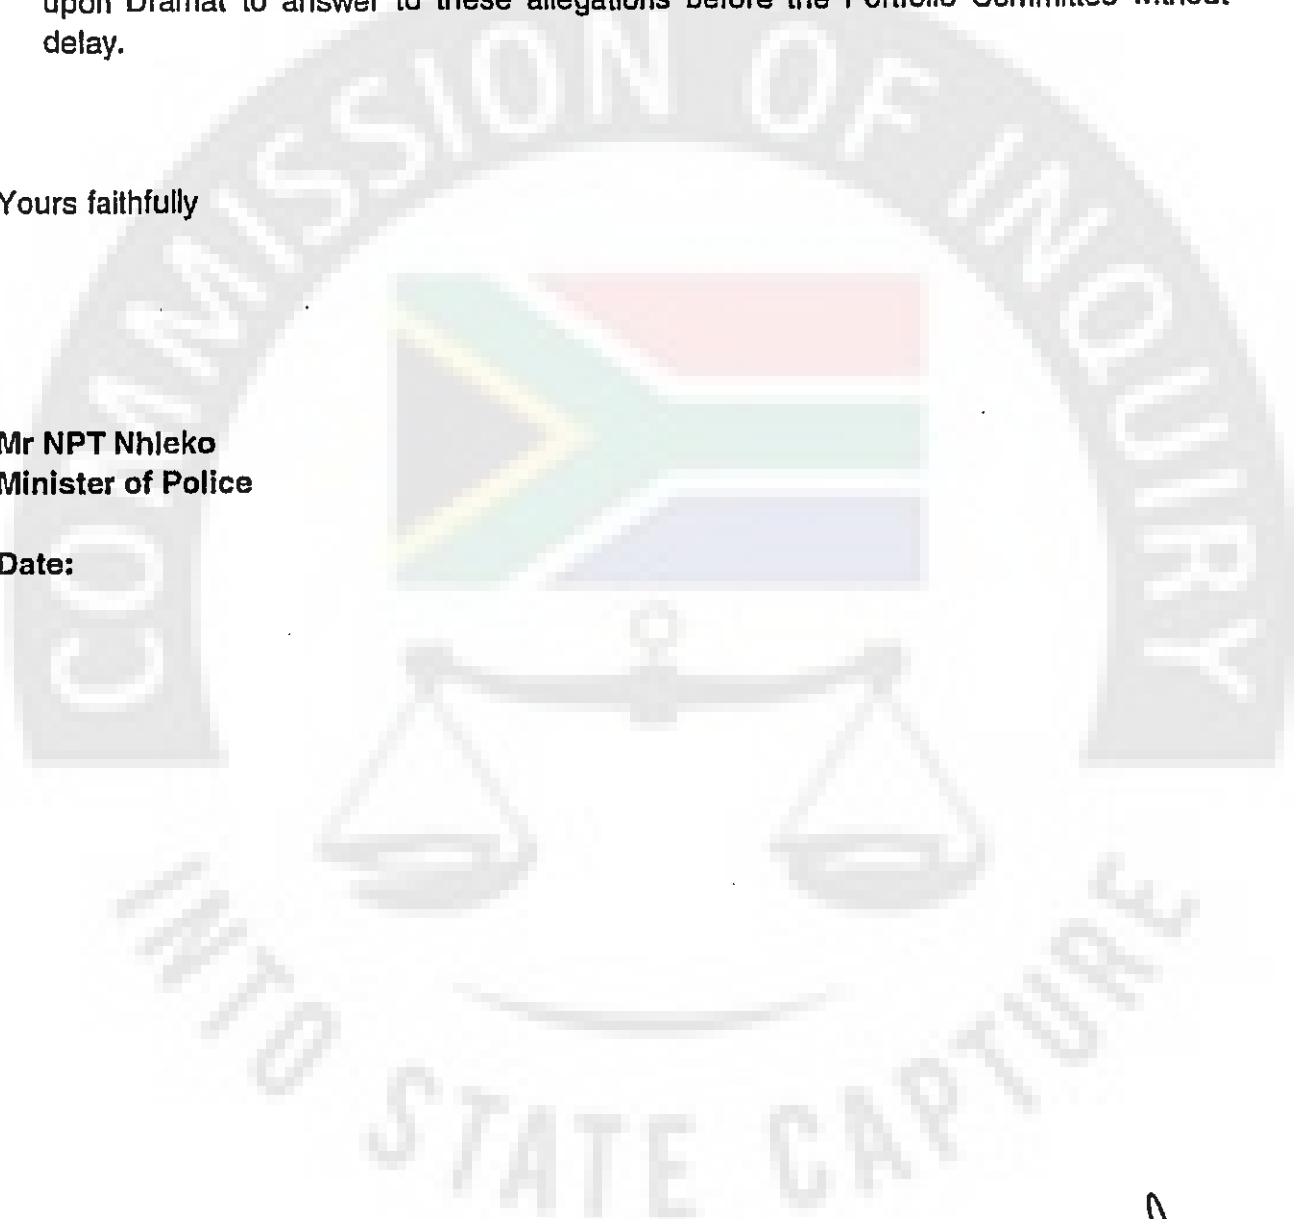 upon Dramat to answer to these allegations before the Portfolio Committee without
delay.
Yours faithfully
Mr NPT Nhleko
Minister of Police
Date:
COMMISSION OF INQUIRY
INTO STATE CAPTURE